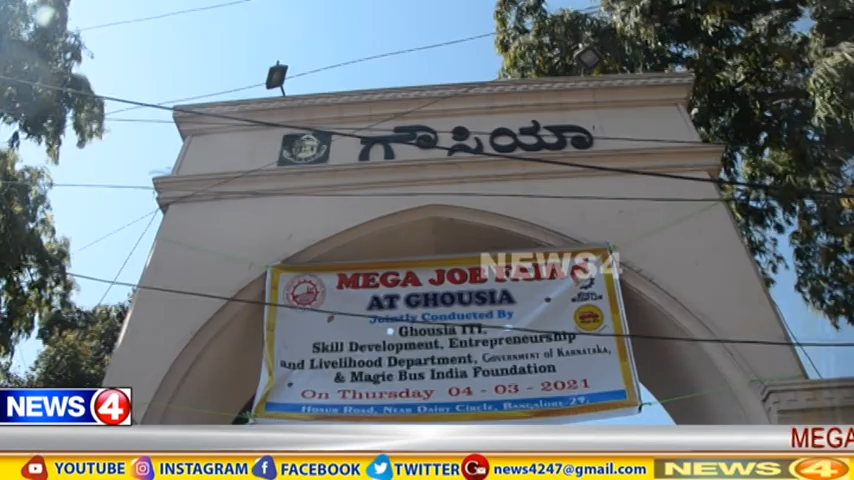 ಗೌಸಿಯಾ
NEWS 4
MEGA JOB FAIR
AT GHOUSIA
Jointly Conducted By
Ghousia ITI,
Skill Development, Entrepreneurship
and Livelihood Department, Government of Karnataka,
& Magic Bus India Foundation
On Thursday 04 - 03 - 2021
Hosur Road, Near Dairy Circle, Bangalore-29.
NEWS 4
MEGA
YOUTUBE INSTAGRAM FACEBOOK TWITTER news4247@gmail.com NEWS 4